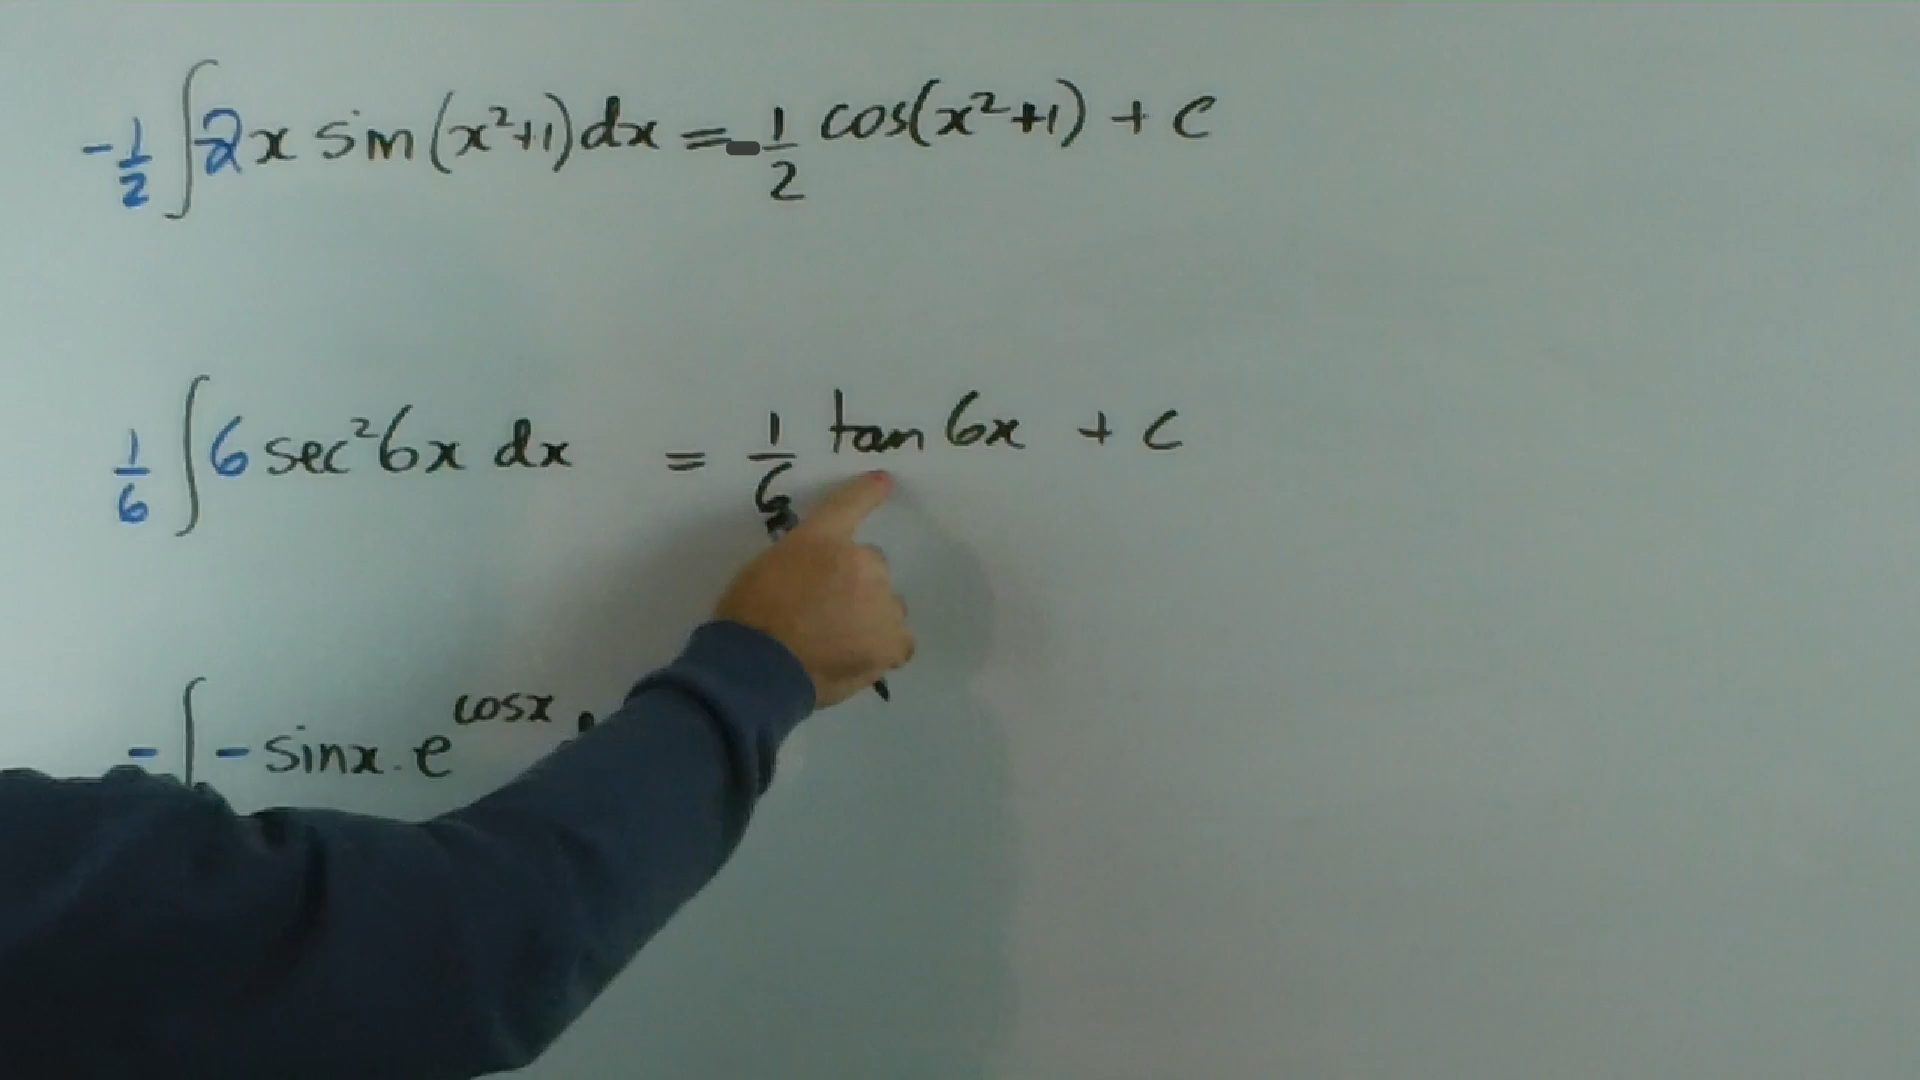 -1/2 ∫-2x sin(x²+1)dx = -1/2 cos(x²+1) + c
1/6 ∫6 sec²6x dx = 1/6 tan 6x + c
- ∫-sinx.e^cosx